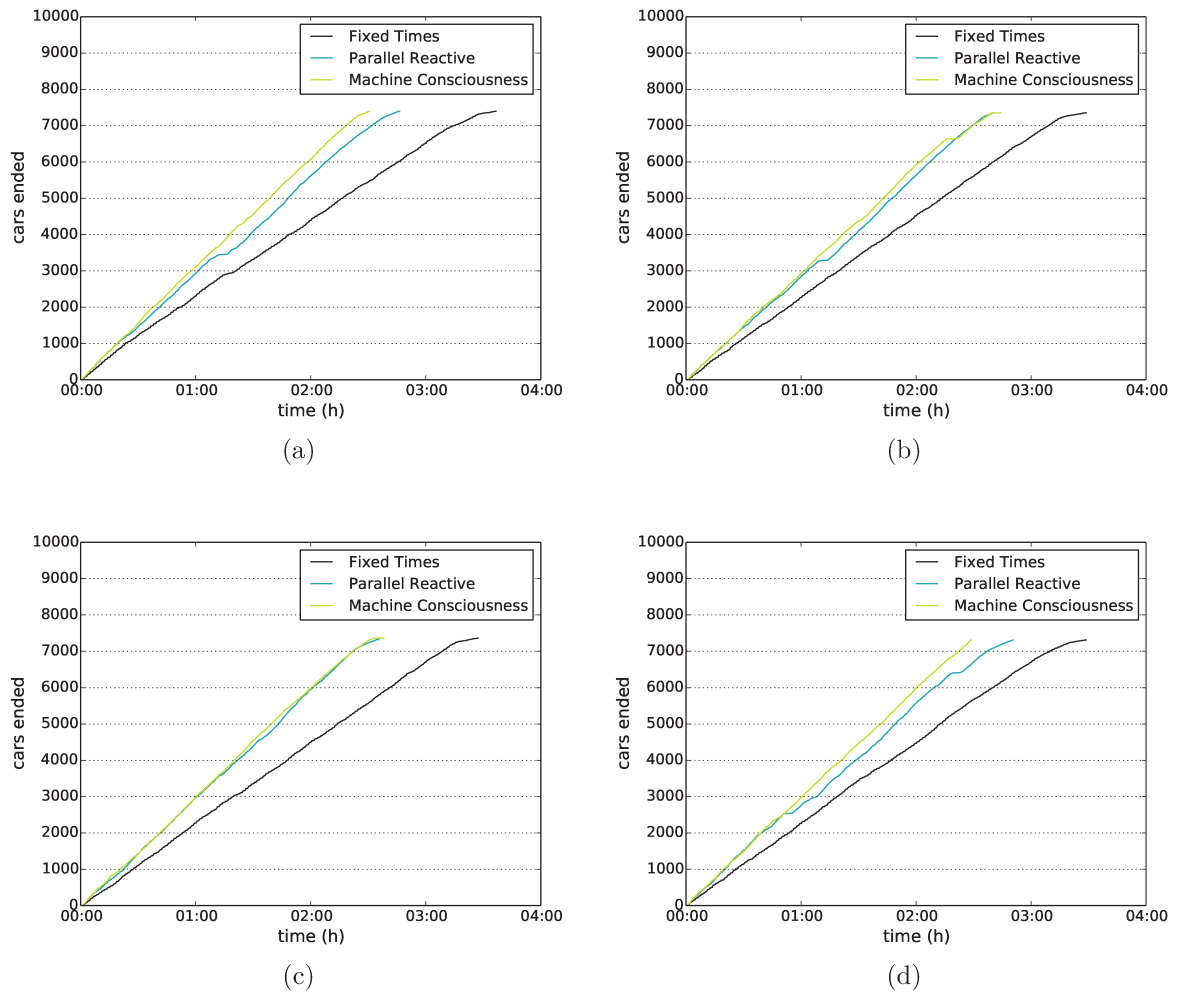 10000
9000
8000
7000
6000
5000
4000
3000
2000
1000
0
cars ended
Fixed Times
Parallel Reactive
Machine Consciousness
00:00 01:00 02:00 03:00 04:00
time (h)
(a)
10000
9000
8000
7000
6000
5000
4000
3000
2000
1000
0
cars ended
Fixed Times
Parallel Reactive
Machine Consciousness
00:00 01:00 02:00 03:00 04:00
time (h)
(b)
10000
9000
8000
7000
6000
5000
4000
3000
2000
1000
0
cars ended
Fixed Times
Parallel Reactive
Machine Consciousness
00:00 01:00 02:00 03:00 04:00
time (h)
(c)
10000
9000
8000
7000
6000
5000
4000
3000
2000
1000
0
cars ended
Fixed Times
Parallel Reactive
Machine Consciousness
00:00 01:00 02:00 03:00 04:00
time (h)
(d)